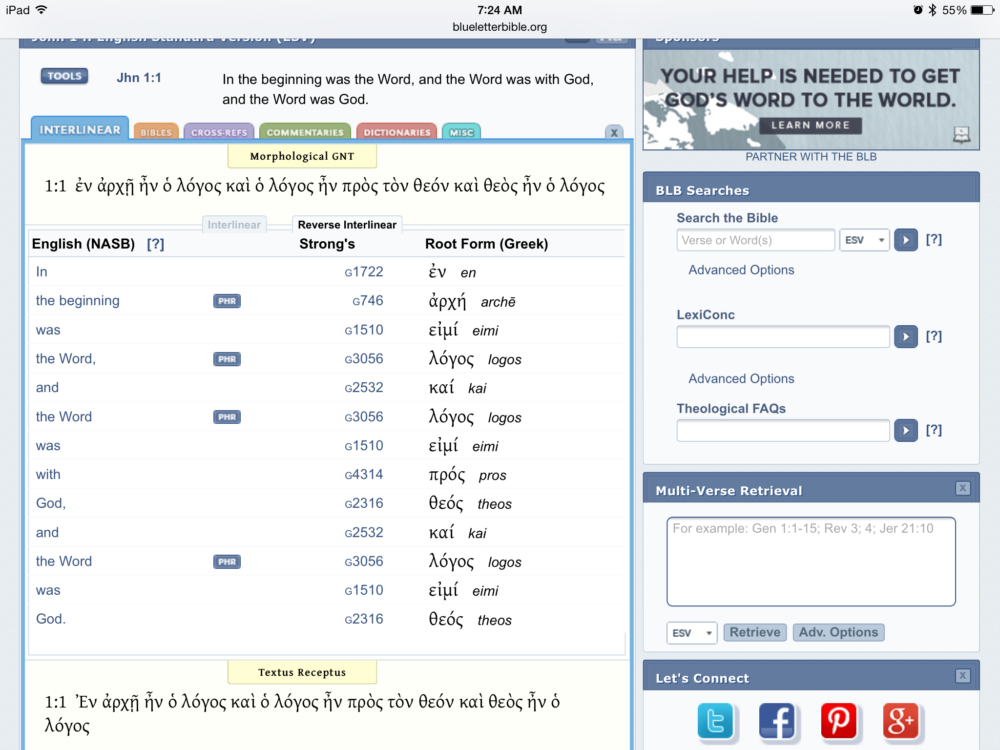 iPad
7:24 AM
55%
blueletterbible.org
Jhn 1:1
TOOLS
In the beginning was the Word, and the Word was with God,
and the Word was God.
INTERLINEAR
BIBLES
CROSS-REFS
COMMENTARIES
DICTIONARIES
MISC
X
Morphological GNT
1:1 ἐν ἀρχῇ ἦν ὁ λόγος καὶ ὁ λόγος ἦν πρὸς τὸν θεόν καὶ θεὸς ἦν ὁ λόγος
Interlinear
Reverse Interlinear
English (NASB) [?] Strong's Root Form (Greek)
In G1722 ἐν en
the beginning PHR G746 ἀρχή archē
was G1510 εἰμί eimi
the Word, PHR G3056 λόγος logos
and G2532 καί kai
the Word PHR G3056 λόγος logos
was G1510 εἰμί eimi
with G4314 πρός pros
God, G2316 θεός theos
and G2532 καί kai
the Word PHR G3056 λόγος logos
was G1510 εἰμί eimi
God. G2316 θεός theos
Textus Receptus
1:1 Ἐν ἀρχῇ ἦν ὁ λόγος καὶ ὁ λόγος ἦν πρὸς τὸν θεόν καὶ θεὸς ἦν ὁ
λόγος
Sponsors
YOUR HELP IS NEEDED TO GET
GOD'S WORD TO THE WORLD.
LEARN MORE
PARTNER WITH THE BLB
BLB Searches
Search the Bible
Verse or Word(s) ESV [?]
Advanced Options
LexiConc
[?]
Advanced Options
Theological FAQs
[?]
Multi-Verse Retrieval X
For example: Gen 1:1-15; Rev 3; 4; Jer 21:10
ESV Retrieve Adv. Options
Let's Connect X
t f P g+